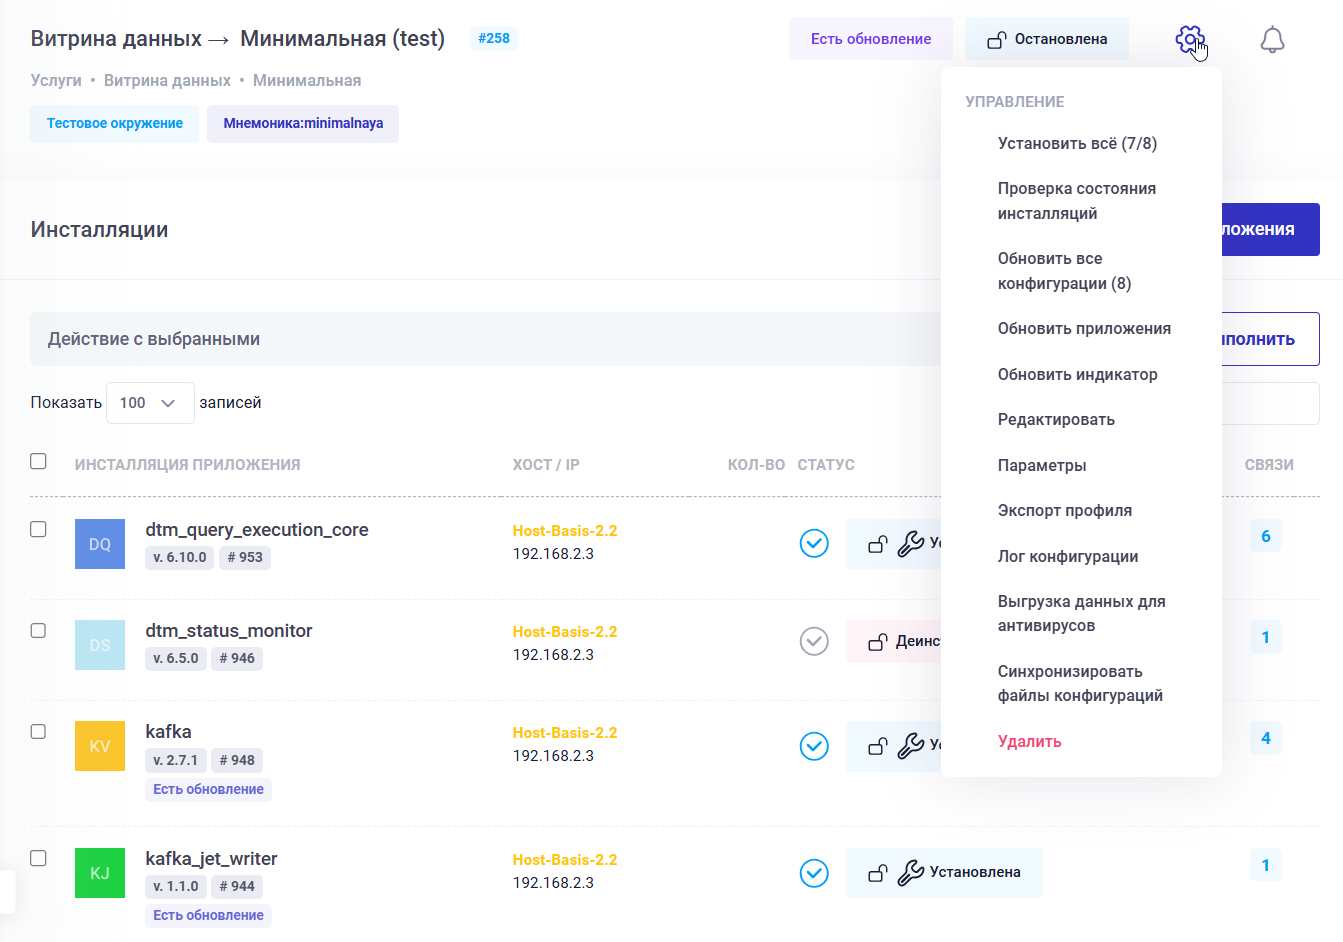 Витрина данных → Минимальная (test) #258
Есть обновление
Остановлена
Услуги • Витрина данных • Минимальная
Тестовое окружение
Мнемоника:minimalnaya
УПРАВЛЕНИЕ
Установить всё (7/8)
Проверка состояния
инсталляций
Обновить все
конфигурации (8)
Обновить приложения
Обновить индикатор
Редактировать
Параметры
Экспорт профиля
Лог конфигурации
Выгрузка данных для
антивирусов
Синхронизировать
файлы конфигураций
Удалить
Инсталляции
ложения
Действие с выбранными
полнить
Показать 100 записей
ИНСТАЛЛЯЦИЯ ПРИЛОЖЕНИЯ ХОСТ / IP КОЛ-ВО СТАТУС СВЯЗИ
DQ
dtm_query_execution_core
v. 6.10.0 # 953
Host-Basis-2.2
192.168.2.3
Ус
6
DS
dtm_status_monitor
v. 6.5.0 # 946
Host-Basis-2.2
192.168.2.3
Деинс
1
KV
kafka
v. 2.7.1 # 948
Есть обновление
Host-Basis-2.2
192.168.2.3
Ус
4
KJ
kafka_jet_writer
v. 1.1.0 # 944
Есть обновление
Host-Basis-2.2
192.168.2.3
Установлена
1